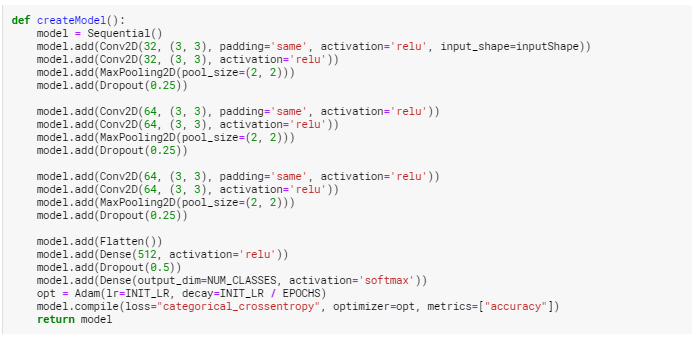 def createModel():
    model = Sequential()
    model.add(Conv2D(32, (3, 3), padding='same', activation='relu', input_shape=inputShape))
    model.add(Conv2D(32, (3, 3), activation='relu'))
    model.add(MaxPooling2D(pool_size=(2, 2)))
    model.add(Dropout(0.25))

    model.add(Conv2D(64, (3, 3), padding='same', activation='relu'))
    model.add(Conv2D(64, (3, 3), activation='relu'))
    model.add(MaxPooling2D(pool_size=(2, 2)))
    model.add(Dropout(0.25))

    model.add(Conv2D(64, (3, 3), padding='same', activation='relu'))
    model.add(Conv2D(64, (3, 3), activation='relu'))
    model.add(MaxPooling2D(pool_size=(2, 2)))
    model.add(Dropout(0.25))

    model.add(Flatten())
    model.add(Dense(512, activation='relu'))
    model.add(Dropout(0.5))
    model.add(Dense(output_dim=NUM_CLASSES, activation='softmax'))
    opt = Adam(lr=INIT_LR, decay=INIT_LR / EPOCHS)
    model.compile(loss="categorical_crossentropy", optimizer=opt, metrics=["accuracy"])
    return model